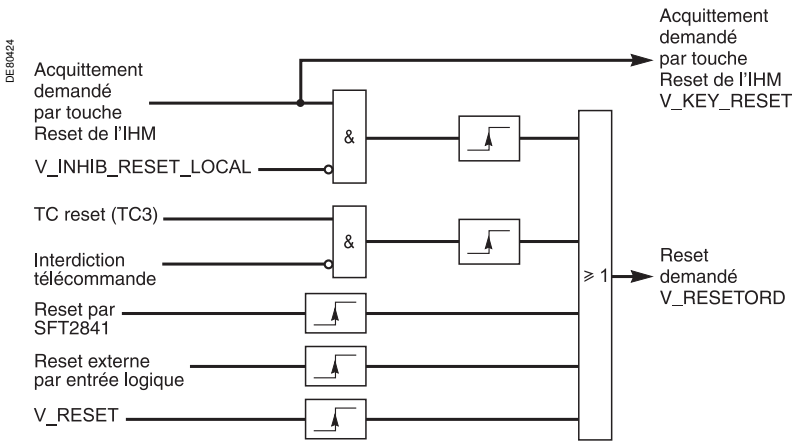 DE80424
Acquittement
demandé
par touche
Reset de l'IHM
V_INHIB_RESET_LOCAL
&
TC reset (TC3)
Interdiction
télécommande
&
Reset par
SFT2841
Reset externe
par entrée logique
V_RESET
≥ 1
Acquittement
demandé
par touche
Reset de l'IHM
V_KEY_RESET
Reset
demandé
V_RESETORD